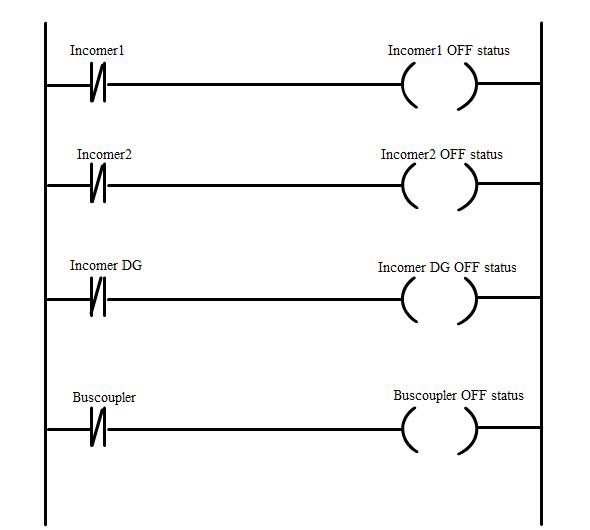 Incomer1
Incomer1 OFF status
Incomer2
Incomer2 OFF status
Incomer DG
Incomer DG OFF status
Buscoupler
Buscoupler OFF status